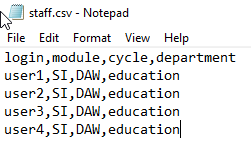 staff.csv - Notepad
File Edit Format View Help
login,module,cycle,department
user1,SI,DAW,education
user2,SI,DAW,education
user3,SI,DAW,education
user4,SI,DAW,education